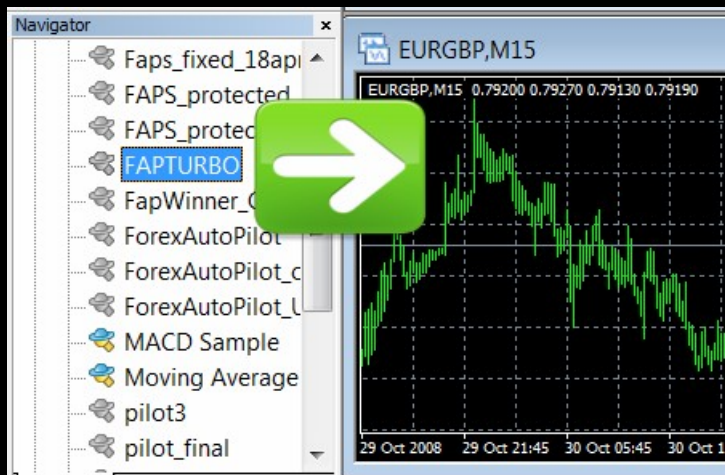 Navigator
Faps_fixed_18apr
FAPS_protected
FAPS_protec
FAPTURBO
FapWinner_
ForexAutoPilot
ForexAutoPilot_c
ForexAutoPilot_
MACD Sample
Moving Average
pilot3
pilot_final
EURGBP,M15
EURGBP,M15 0.79200 0.79270 0.79130 0.79190
29 Oct 2008 29 Oct 21:45 30 Oct 05:45 30 Oct 1